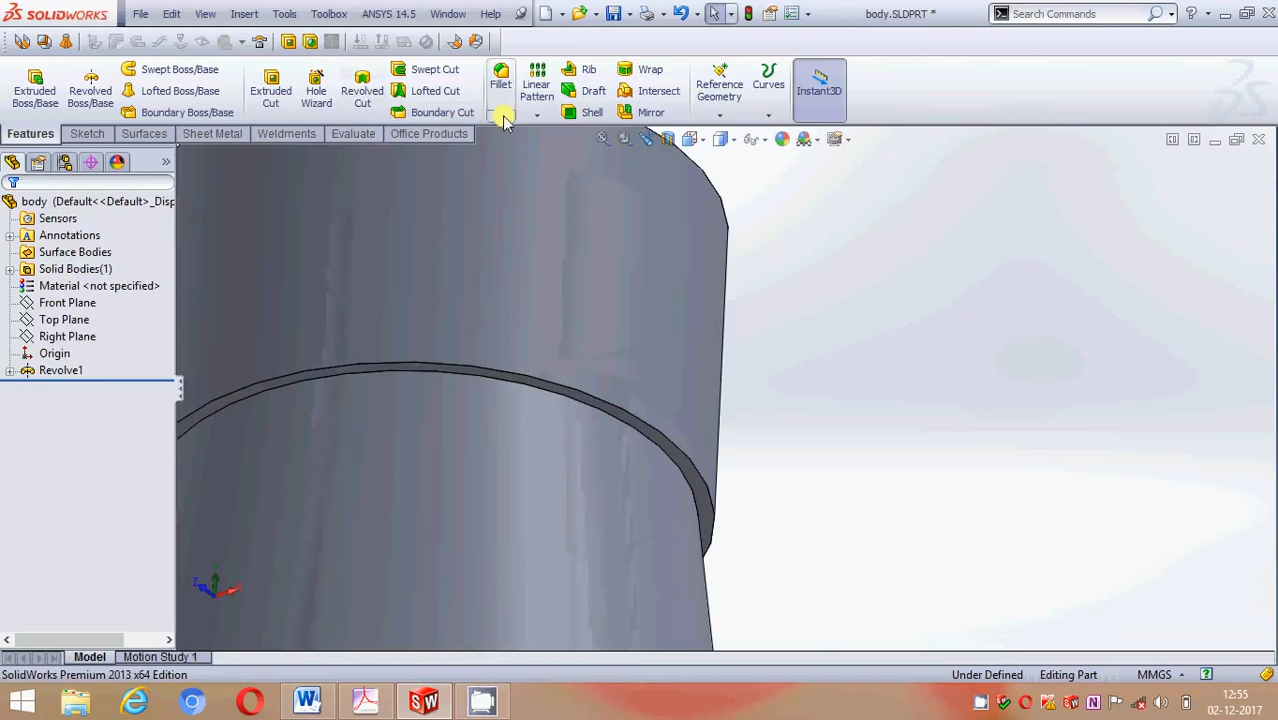 SOLIDWORKS File Edit View Insert Tools Toolbox ANSYS 14.5 Window Help body.SLDPRT * Search Commands
Extruded Boss/Base
Revolved Boss/Base
Swept Boss/Base
Lofted Boss/Base
Boundary Boss/Base
Extruded Cut
Hole Wizard
Revolved Cut
Swept Cut
Lofted Cut
Boundary Cut
Fillet
Linear Pattern
Rib
Draft
Shell
Wrap
Intersect
Mirror
Reference Geometry
Curves
Instant3D
Features Sketch Surfaces Sheet Metal Weldments Evaluate Office Products
body (Default<<Default>_Disp
Sensors
Annotations
Surface Bodies
Solid Bodies(1)
Material <not specified>
Front Plane
Top Plane
Right Plane
Origin
Revolve1
Z
Model Motion Study 1
SolidWorks Premium 2013 x64 Edition Under Defined Editing Part MMGS
12:55
02-12-2017